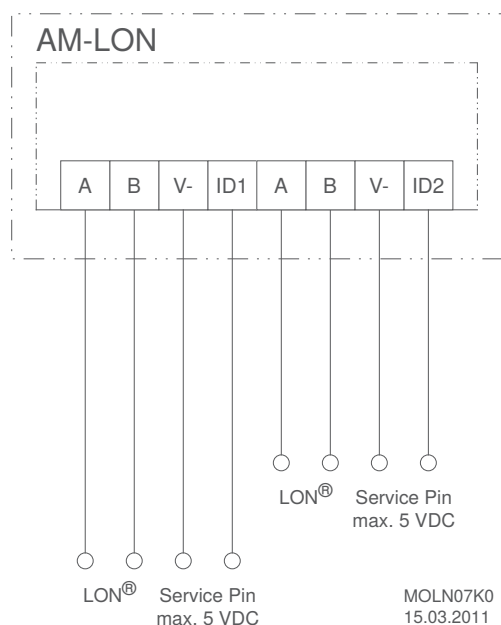 AM-LON
A B V- ID1 A B V- ID2
LON® Service Pin
max. 5 VDC
LON® Service Pin
max. 5 VDC
MOLN07K0
15.03.2011